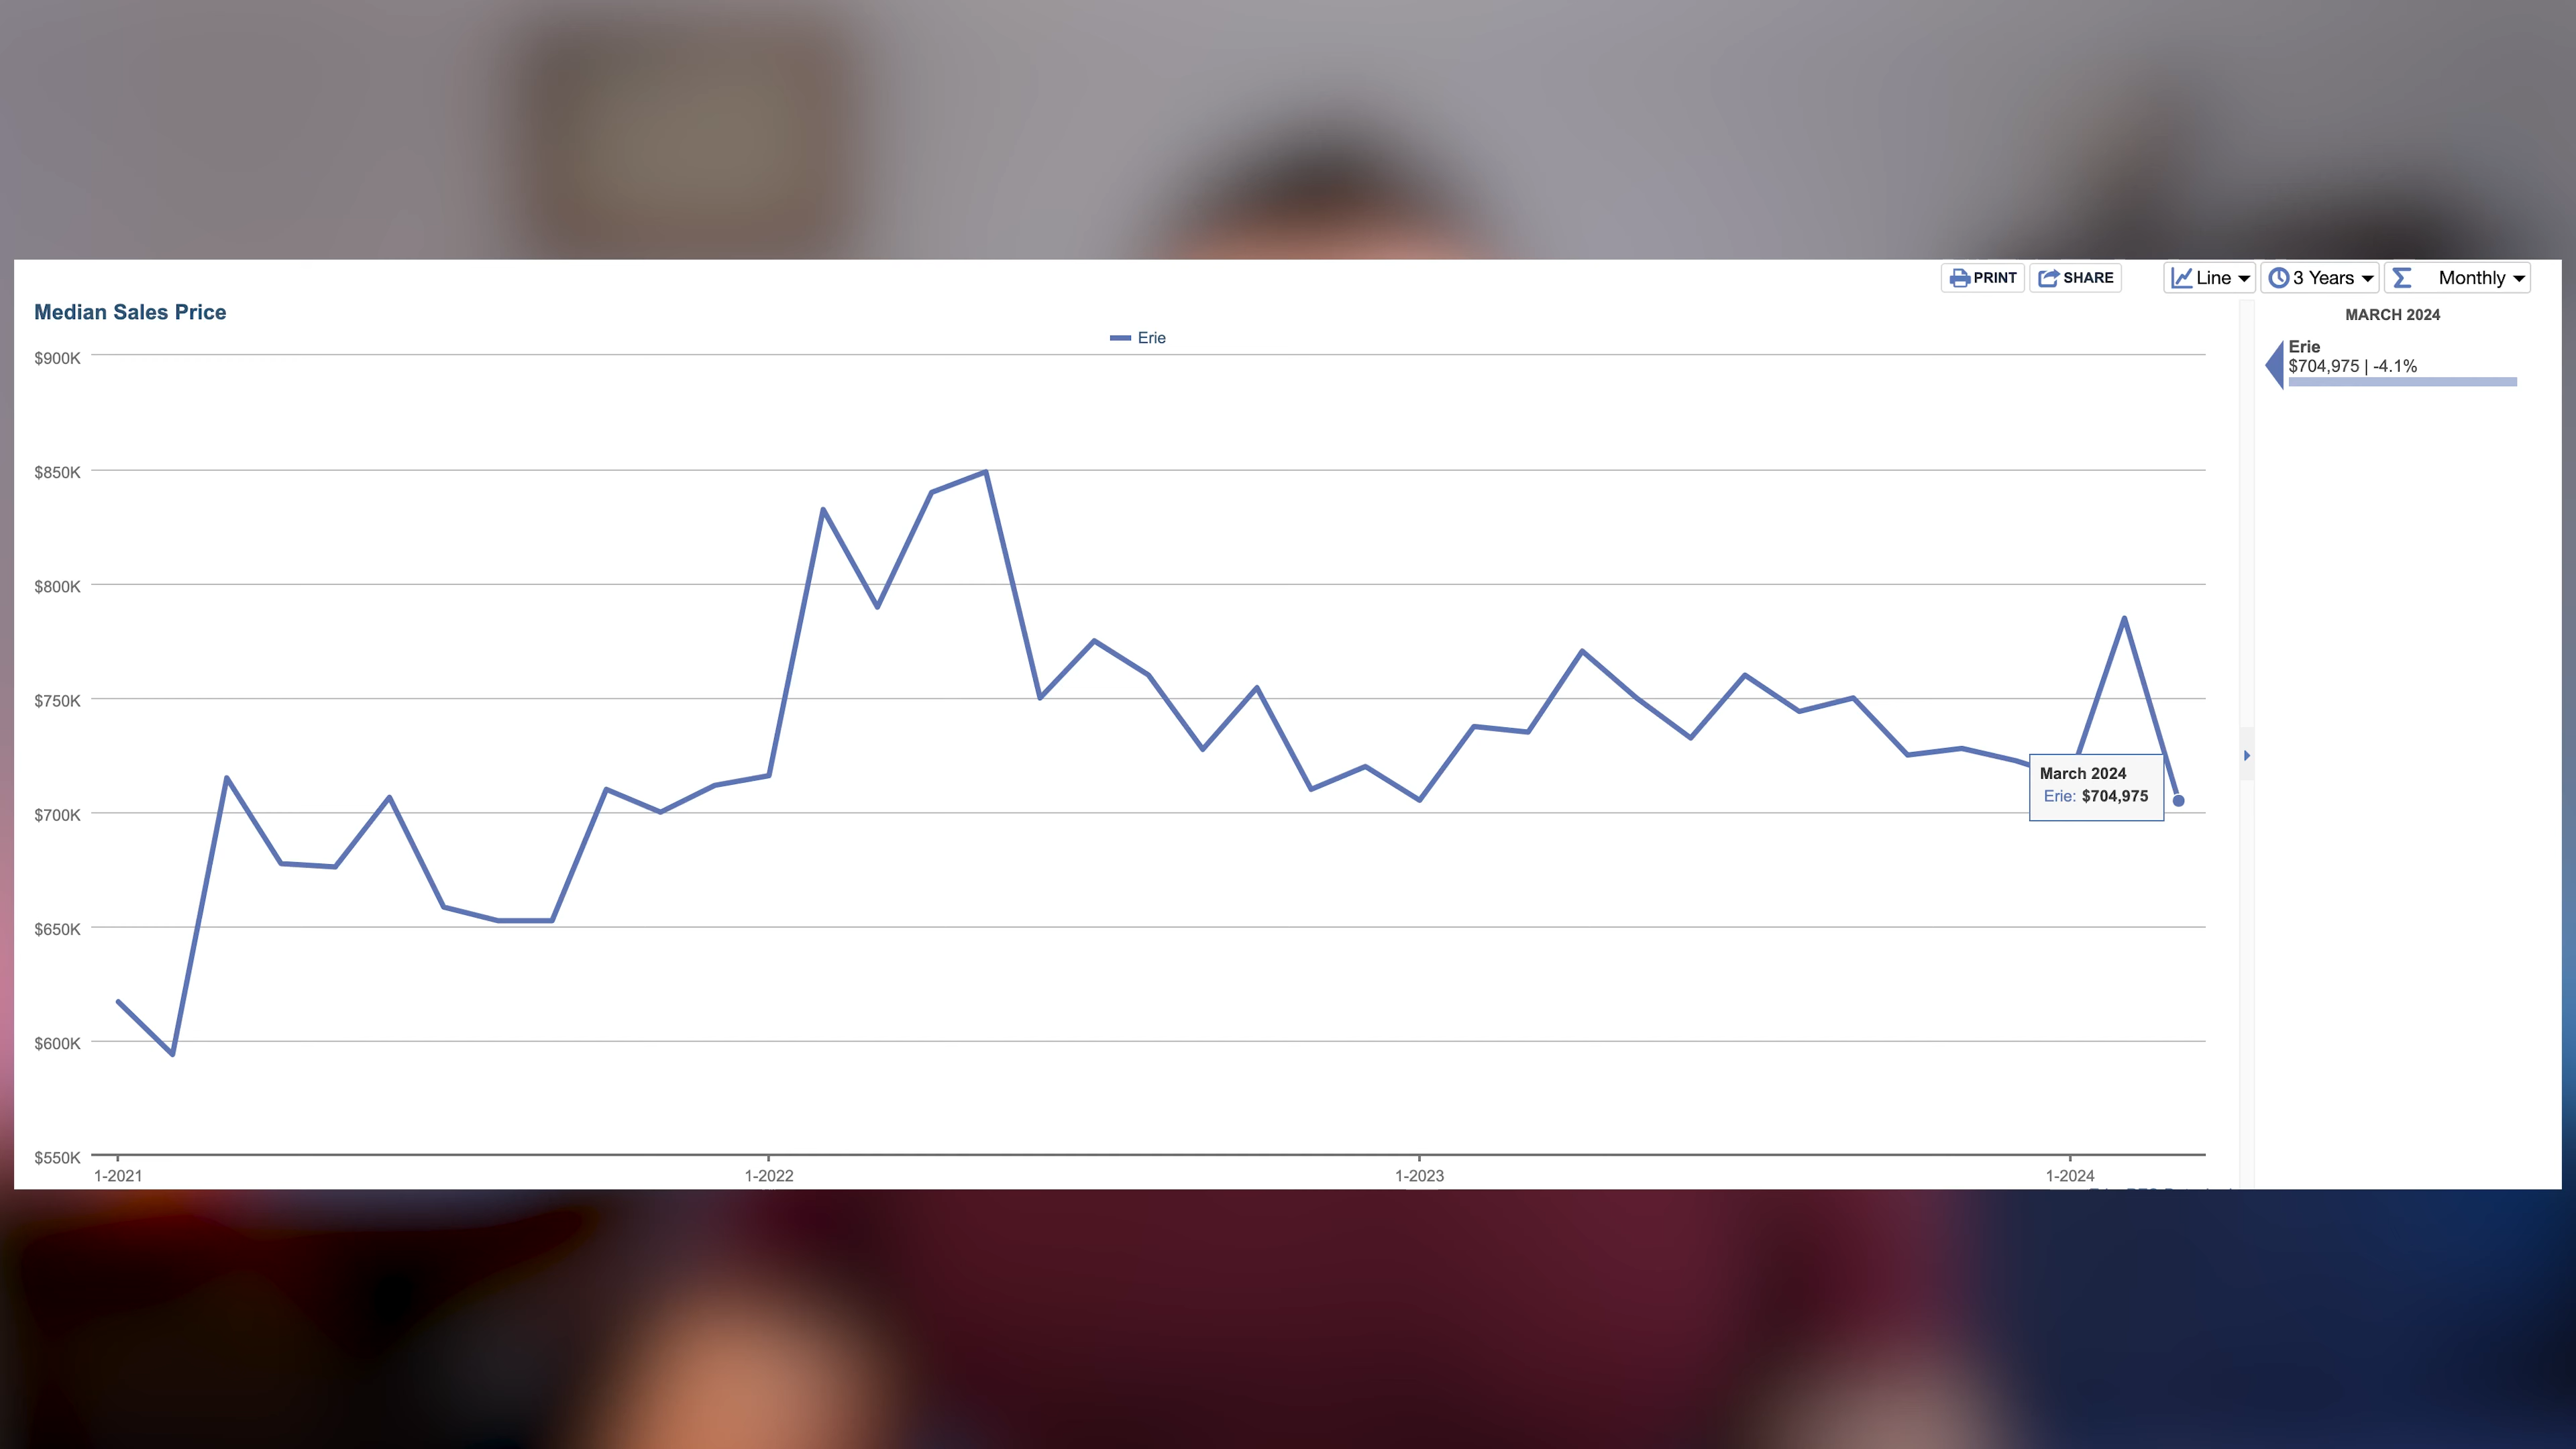 PRINT SHARE Line 3 Years Monthly
Median Sales Price
MARCH 2024
Erie
Erie
$704,975 | -4.1%
$900K
$850K
$800K
$750K
$700K
$650K
$600K
$550K
March 2024
Erie: $704,975
1-2021 1-2022 1-2023 1-2024